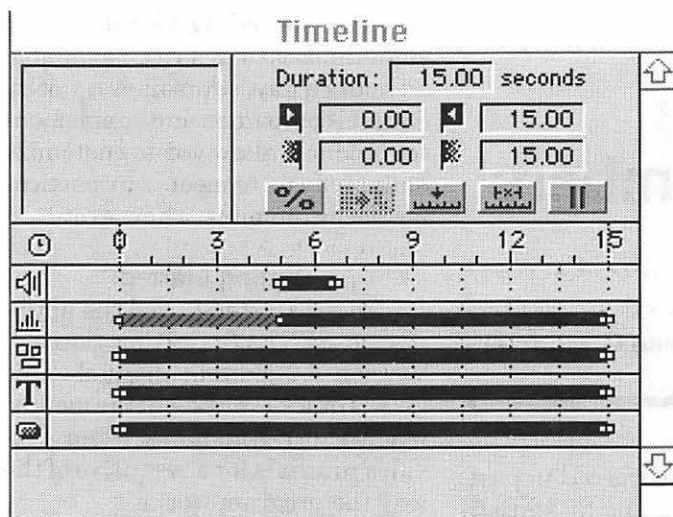 Timeline
Duration: 15.00 seconds
0.00 15.00
0.00 15.00
%
0 3 6 9 12 15
T